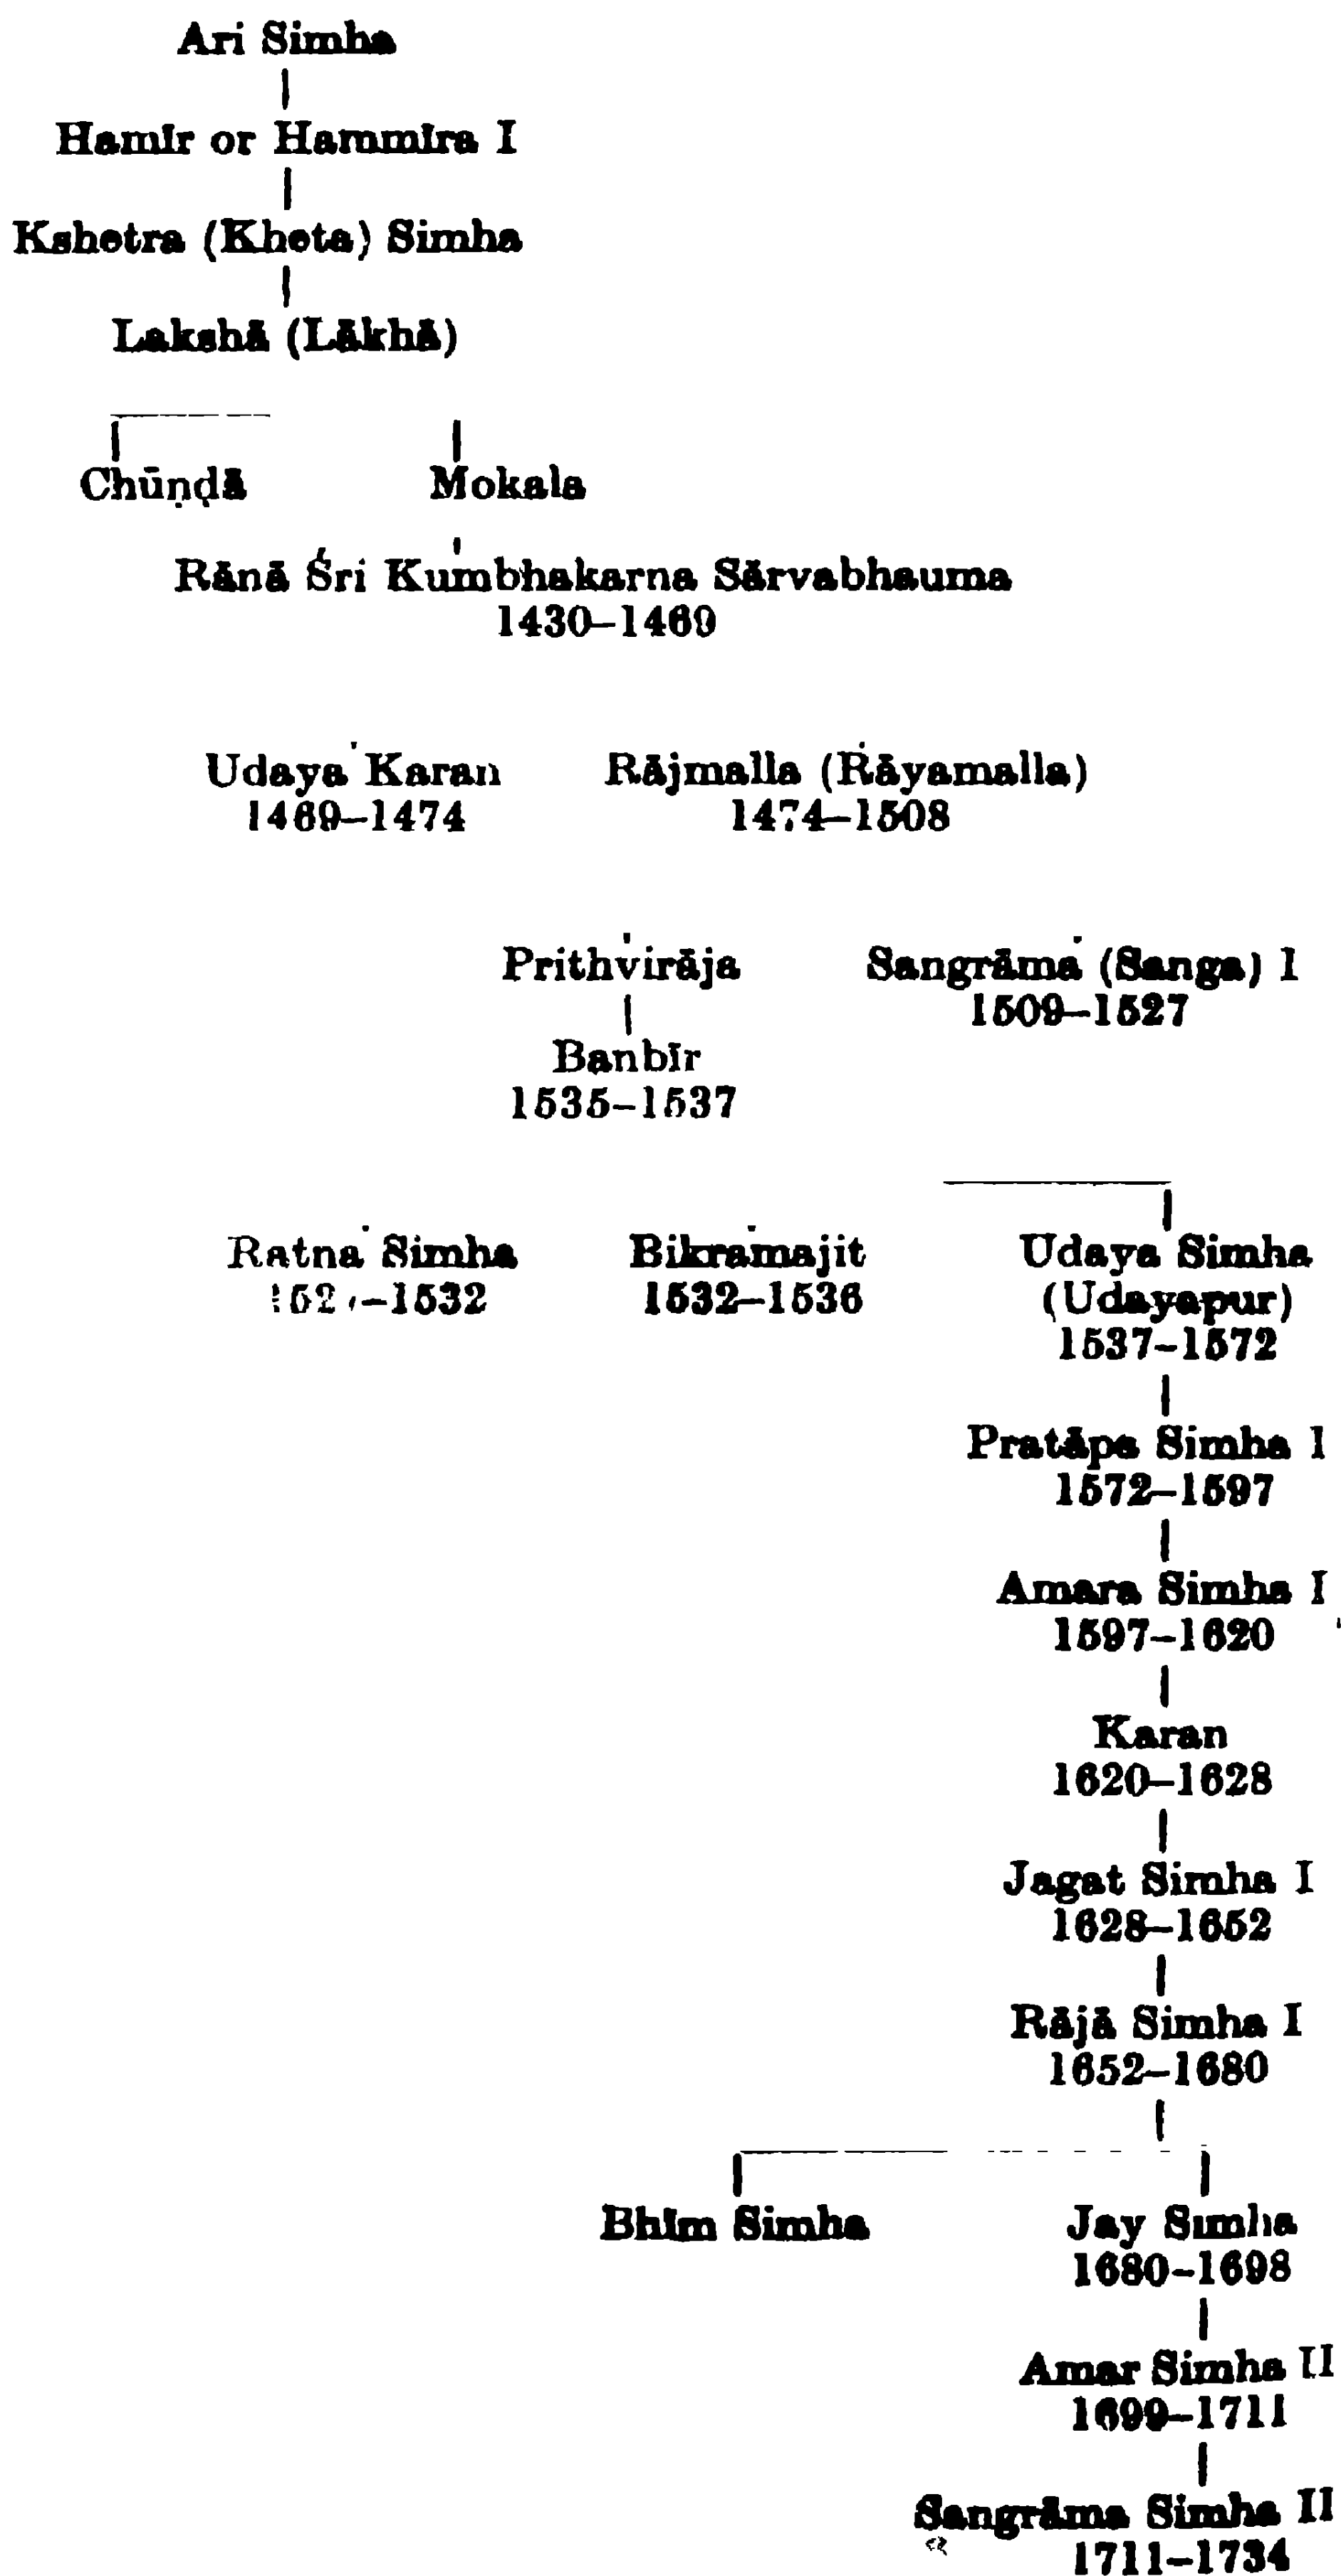 Ari Simha
Hamīr or Hammīra I
Kshetra (Kheta) Simha
Lakshā (Lākhā)
Chūṇḍā Mokala
Rānā Śri Kumbhakarna Sārvabhauma
1430–1469
Udaya Karan Rājmalla (Rāyamalla)
1469–1474 1474–1508
Prithvirāja Sangrāma (Sanga) I
1509–1527
Banbīr
1535–1537
Ratna Simha Bikramajit Udaya Simha
1527–1532 1532–1536 (Udayapur)
1537–1572
Pratāpa Simha I
1572–1597
Amara Simha I
1597–1620
Karan
1620–1628
Jagat Simha I
1628–1652
Rājā Simha I
1652–1680
Bhīm Simha Jay Simha
1680–1698
Amar Simha II
1699–1711
Sangrāma Simha II
1711–1734